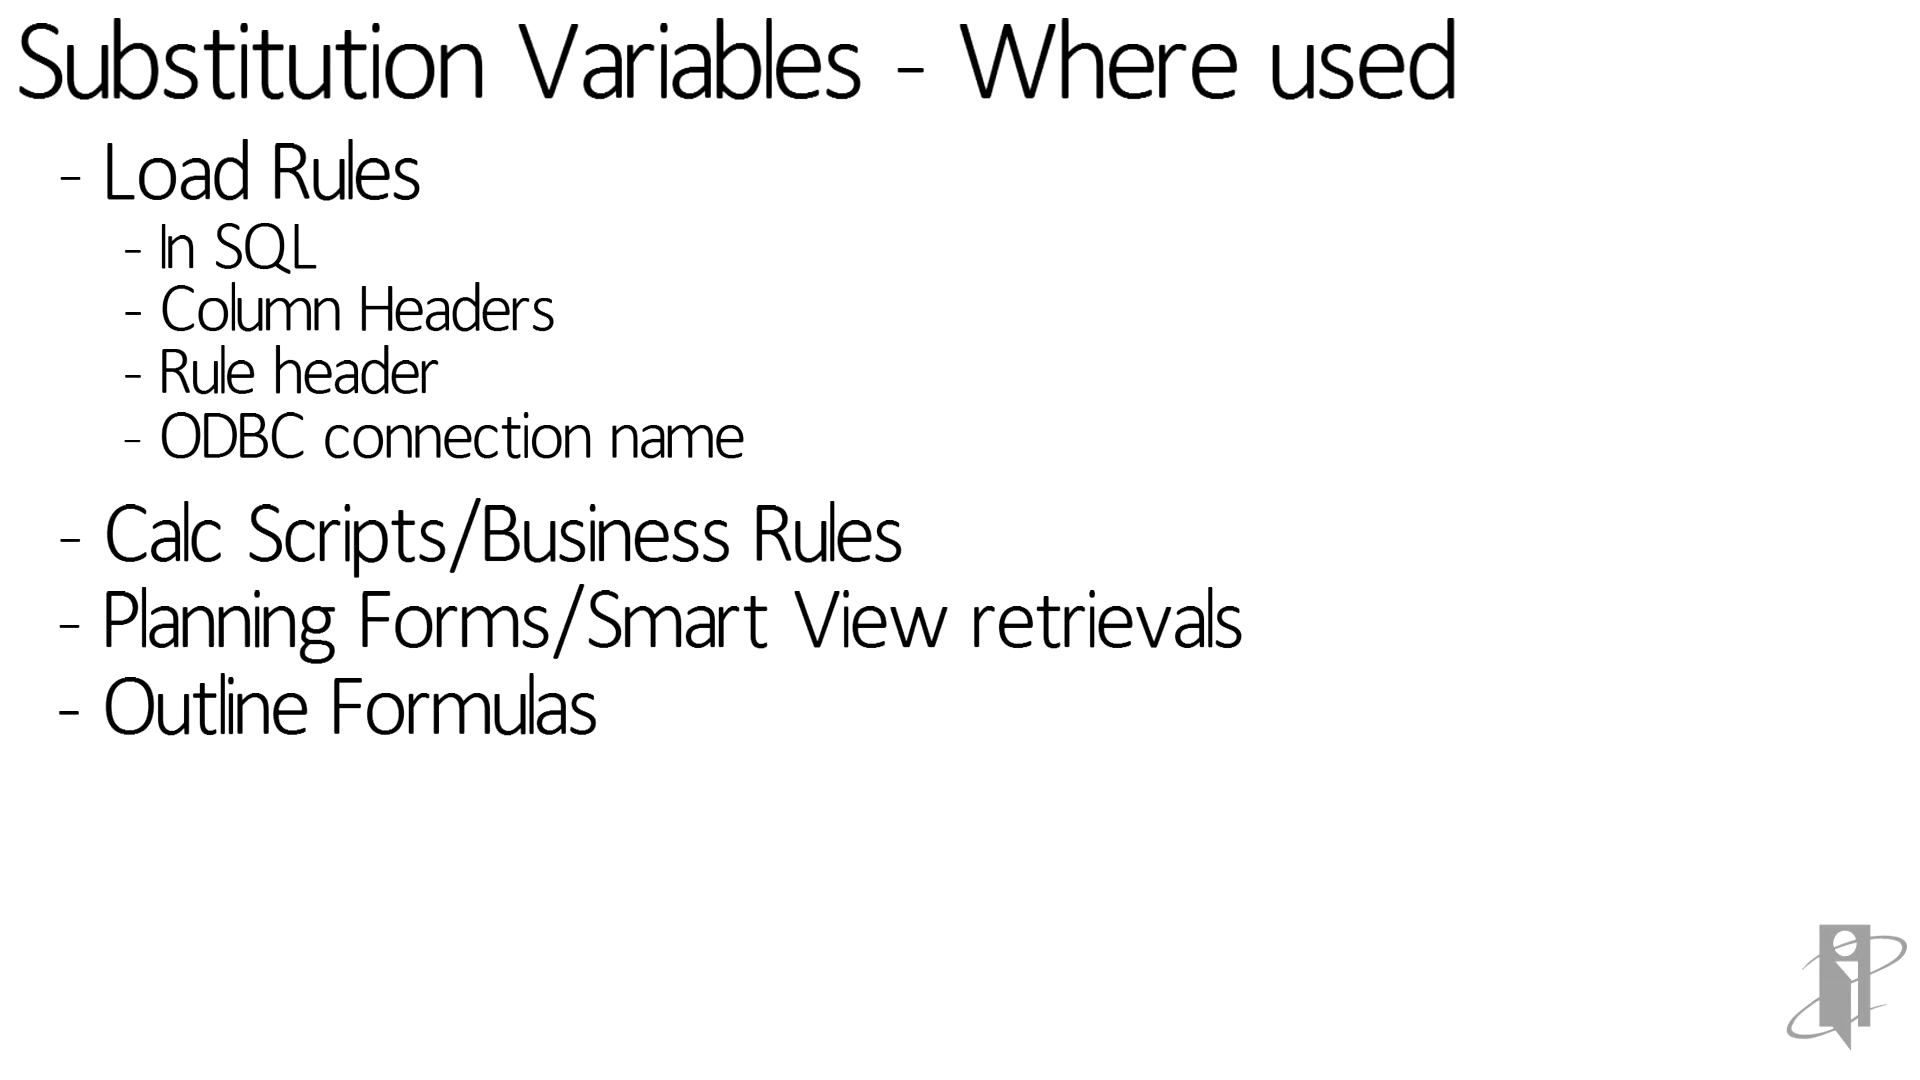 Substitution Variables - Where used
- Load Rules
- In SQL
- Column Headers
- Rule header
- ODBC connection name
- Calc Scripts/Business Rules
- Planning Forms/Smart View retrievals
- Outline Formulas